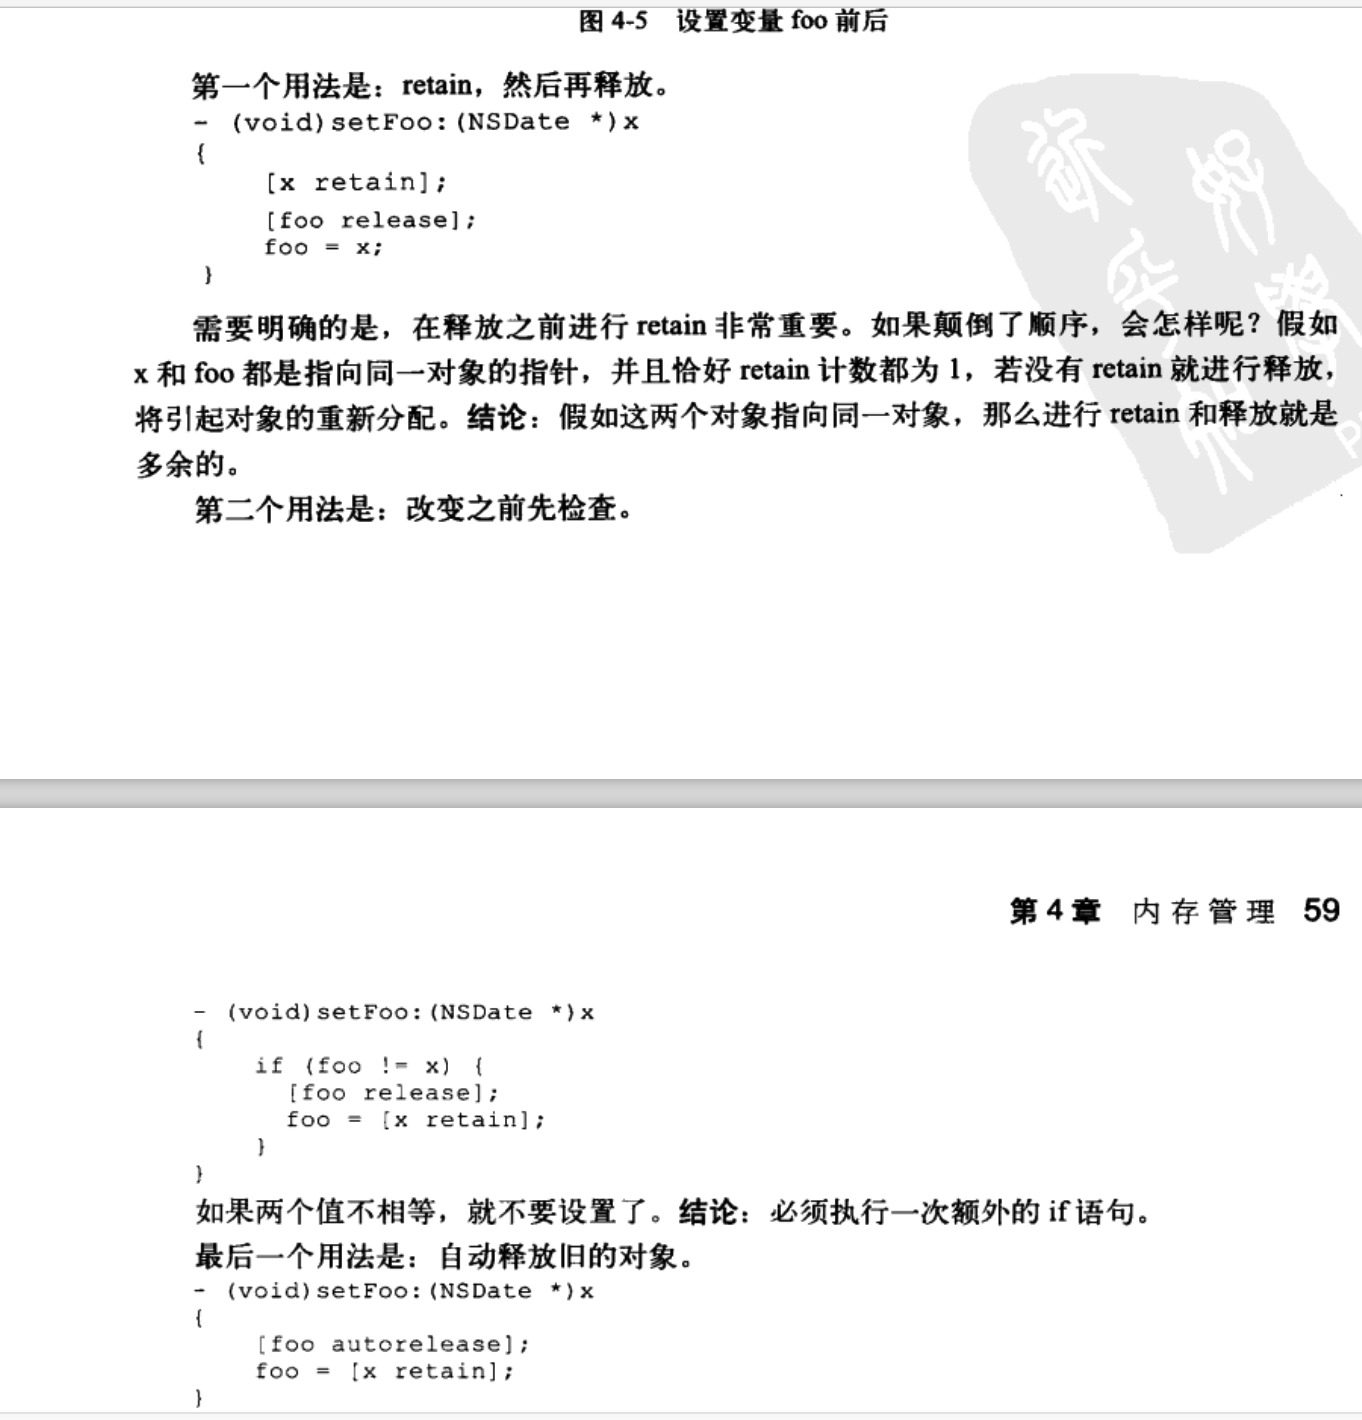 图 4-5 设置变量 foo 前后
第一个用法是：retain，然后再释放。
- (void)setFoo:(NSDate *)x
{
[x retain];
[foo release];
foo = x;
}
需要明确的是，在释放之前进行 retain 非常重要。如果颠倒了顺序，会怎样呢？假如
x 和 foo 都是指向同一对象的指针，并且恰好 retain 计数都为 1，若没有 retain 就进行释放，
将引起对象的重新分配。结论：假如这两个对象指向同一对象，那么进行 retain 和释放就是
多余的。
第二个用法是：改变之前先检查。
第 4 章 内存管理 59
- (void)setFoo:(NSDate *)x
{
if (foo != x) {
[foo release];
foo = [x retain];
}
}
如果两个值不相等，就不要设置了。结论：必须执行一次额外的 if 语句。
最后一个用法是：自动释放旧的对象。
- (void)setFoo:(NSDate *)x
{
[foo autorelease];
foo = [x retain];
}